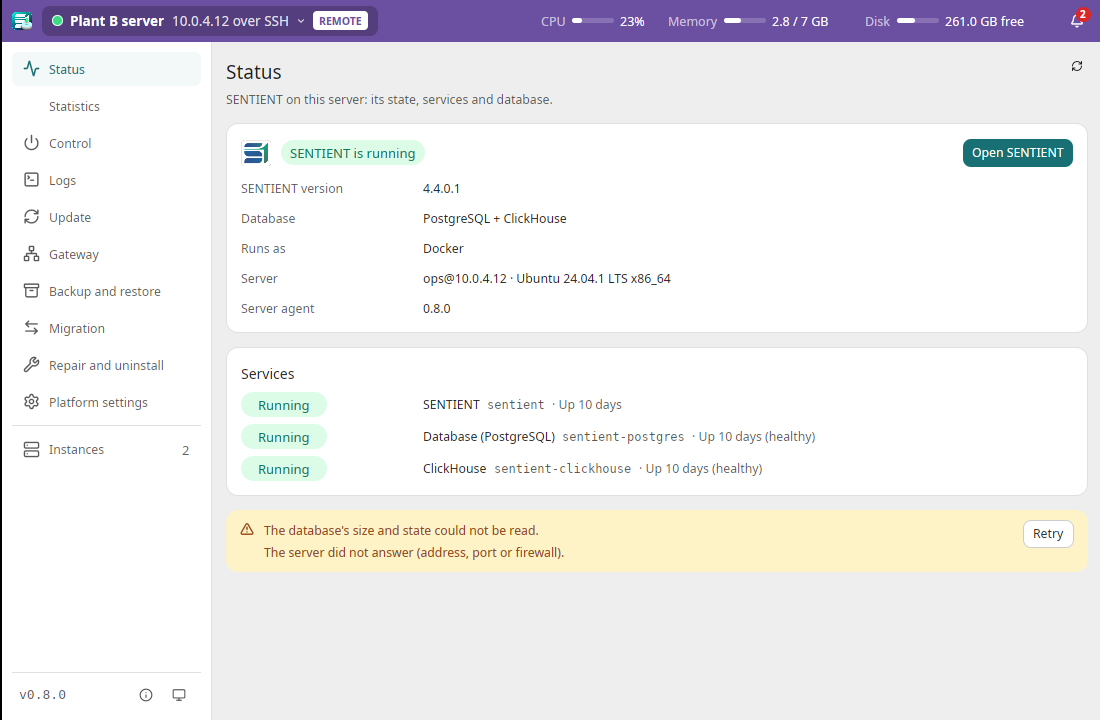 Plant B server 10.0.4.12 over SSH REMOTE CPU 23% Memory 2.8 / 7 GB Disk 261.0 GB free 2
Status
Statistics
Control
Logs
Update
Gateway
Backup and restore
Migration
Repair and uninstall
Platform settings
Instances 2
v0.8.0
Status
SENTIENT on this server: its state, services and database.
SENTIENT is running Open SENTIENT
SENTIENT version 4.4.0.1
Database PostgreSQL + ClickHouse
Runs as Docker
Server ops@10.0.4.12 · Ubuntu 24.04.1 LTS x86_64
Server agent 0.8.0
Services
Running SENTIENT sentient · Up 10 days
Running Database (PostgreSQL) sentient-postgres · Up 10 days (healthy)
Running ClickHouse sentient-clickhouse · Up 10 days (healthy)
The database's size and state could not be read.
The server did not answer (address, port or firewall).
Retry